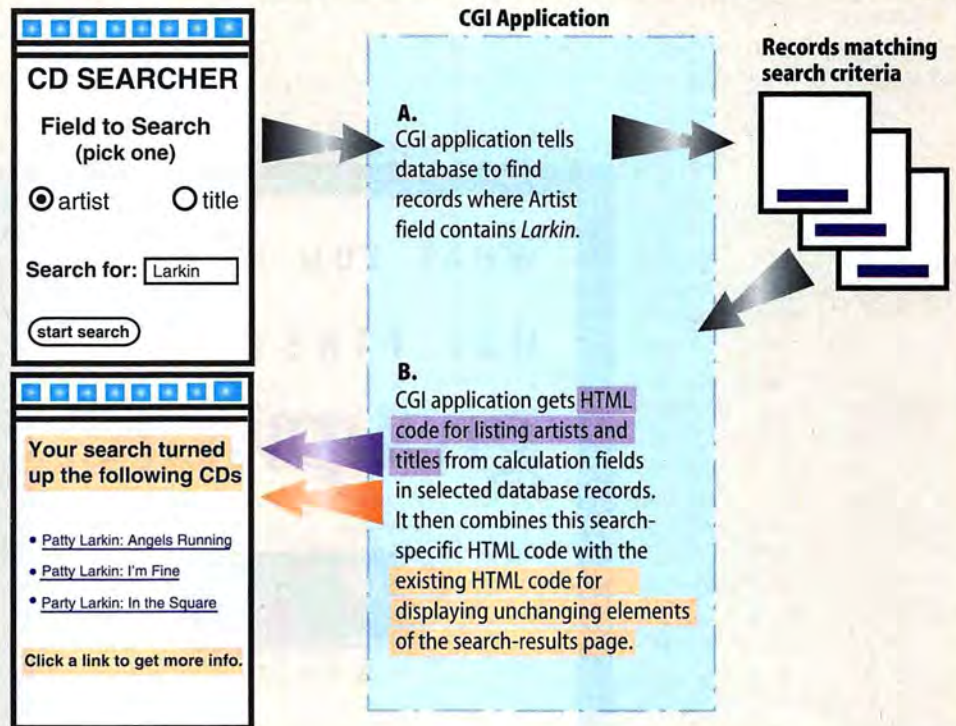 CD SEARCHER
Field to Search
(pick one)
artist title
Search for: Larkin
start search
CGI Application
A.
CGI application tells
database to find
records where Artist
field contains Larkin.
Records matching
search criteria
B.
CGI application gets HTML
code for listing artists and
titles from calculation fields
in selected database records.
It then combines this search-
specific HTML code with the
existing HTML code for
displaying unchanging elements
of the search-results page.
Your search turned
up the following CDs
• Patty Larkin: Angels Running
• Patty Larkin: I'm Fine
• Party Larkin: In the Square
Click a link to get more info.